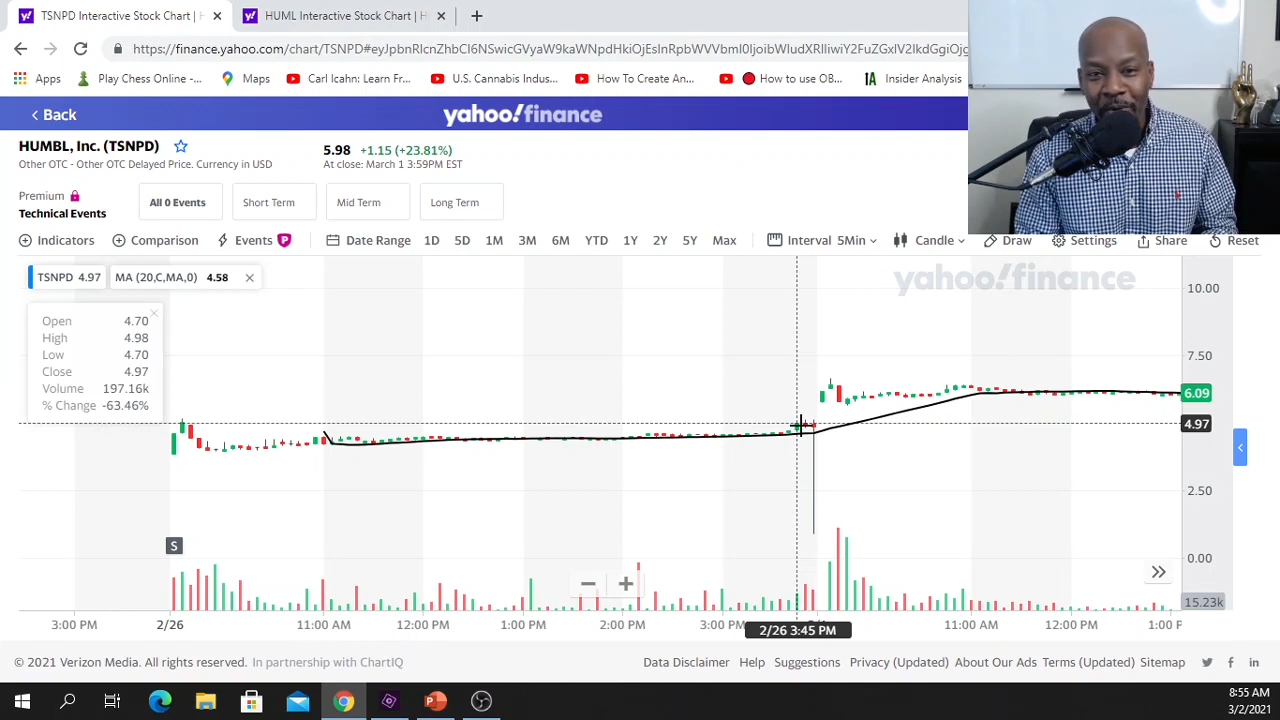 TSNPD Interactive Stock Chart | H
HUML Interactive Stock Chart | Ya
https://finance.yahoo.com/chart/TSNPD#
Apps
Play Chess Online -...
Maps
Carl Icahn: Learn Fr...
U.S. Cannabis Indus...
How To Create An...
How to use OB...
IA Insider Analysis
Back
yahoo!finance
HUMBL, Inc. (TSNPD)
Other OTC - Other OTC Delayed Price. Currency in USD
5.98 +1.15 (+23.81%)
At close: March 1 3:59PM EST
Premium
Technical Events
All 0 Events
Short Term
Mid Term
Long Term
Indicators
Comparison
Events P
Date Range
1D 5D 1M 3M 6M YTD 1Y 2Y 5Y Max
Interval 5Min
Candle
Draw
Settings
Share
Reset
TSNPD 4.97
MA (20,C,MA,0) 4.58
yahoo!finance
Open 4.70
High 4.98
Low 4.70
Close 4.97
Volume 197.16k
% Change -63.46%
10.00
7.50
6.09
4.97
2.50
0.00
15.23k
S
3:00 PM 2/26 11:00 AM 12:00 PM 1:00 PM 2:00 PM 3:00 PM 11:00 AM 12:00 PM 1:00 P
2/26 3:45 PM
© 2021 Verizon Media. All rights reserved. In partnership with ChartIQ
Data Disclaimer Help Suggestions Privacy (Updated) About Our Ads Terms (Updated) Sitemap
8:55 AM
3/2/2021